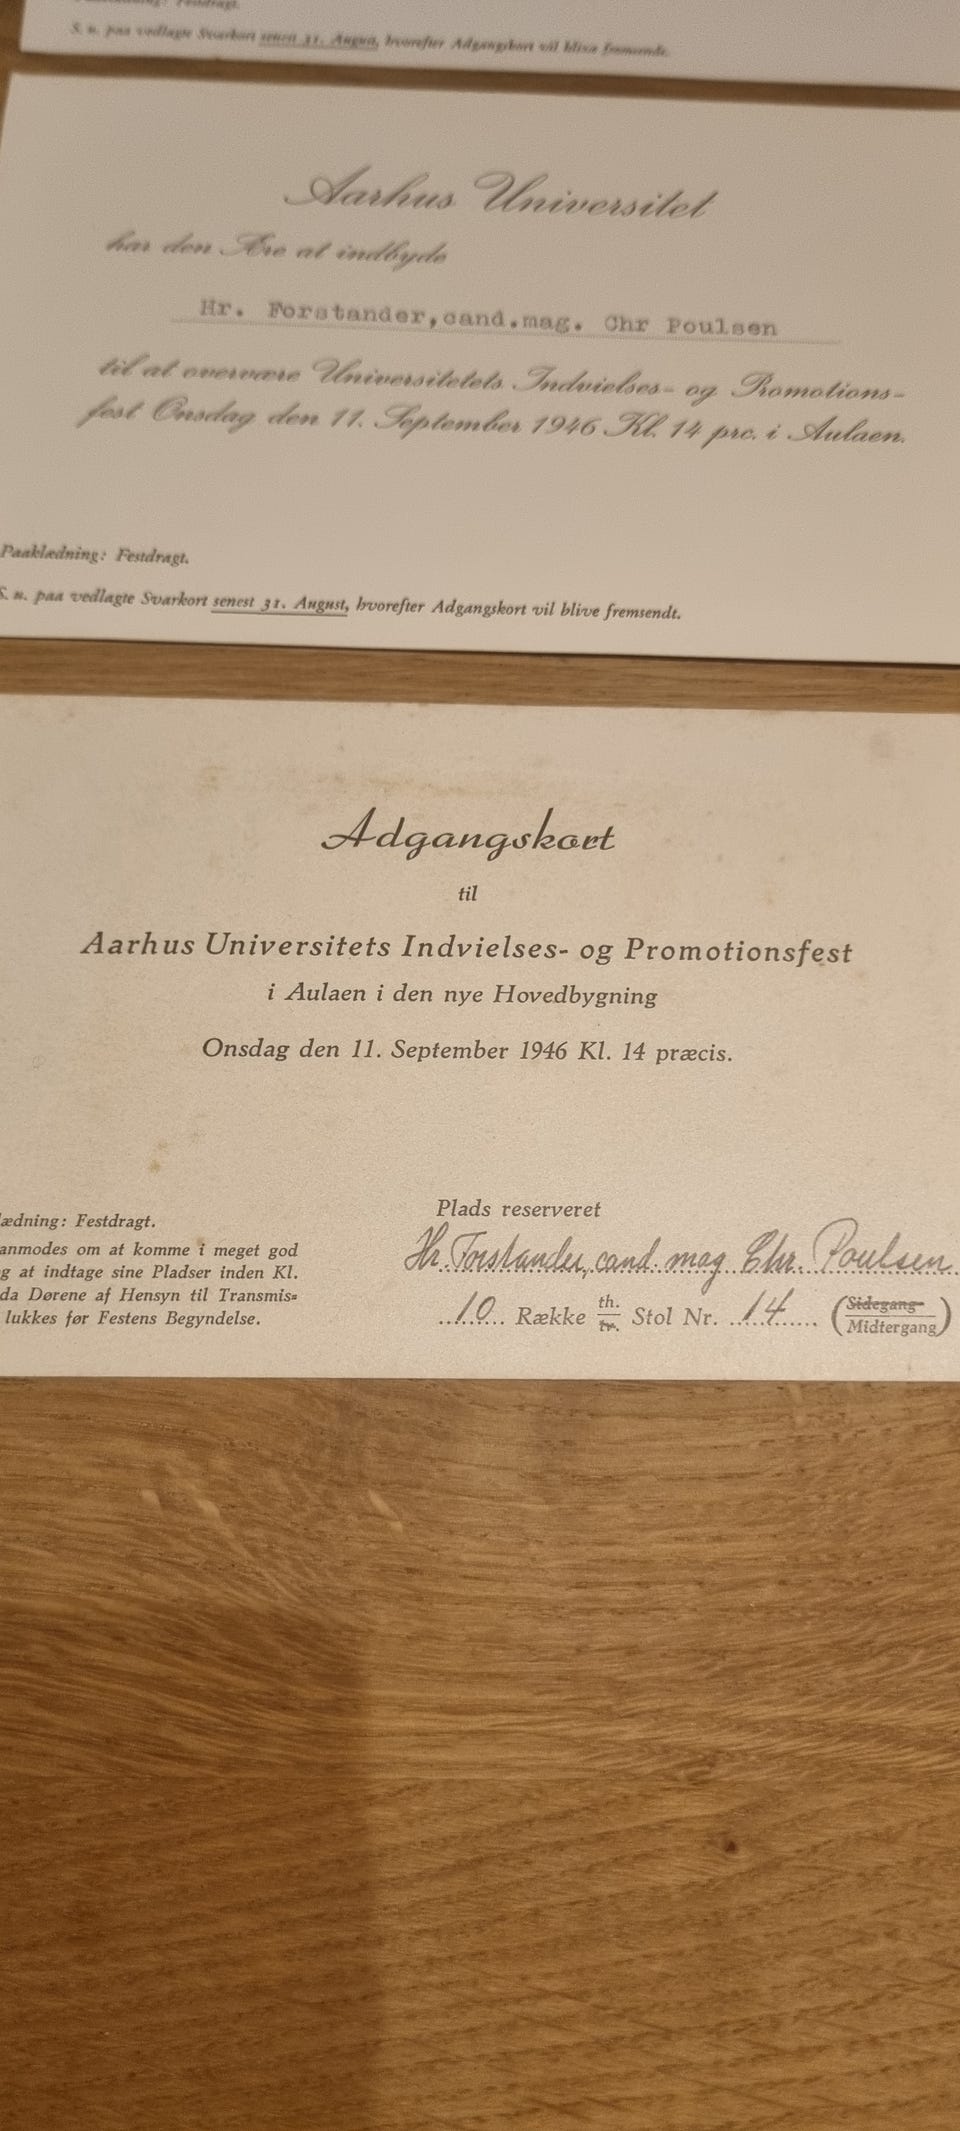 Festdragt.
S. u. paa vedlagte Svarkort senest 31. August, hvorefter Adgangskort vil blive fremsendt.
Aarhus Universitet
har den Ære at indbyde
Hr. Forstander,cand.mag. Chr Poulsen
til at overvære Universitetets Indvielses- og Promotions-
fest Onsdag den 11. September 1946 Kl. 14 prc. i Aulaen.
Paaklædning: Festdragt.
S. u. paa vedlagte Svarkort senest 31. August, hvorefter Adgangskort vil blive fremsendt.
Adgangskort
til
Aarhus Universitets Indvielses- og Promotionsfest
i Aulaen i den nye Hovedbygning
Onsdag den 11. September 1946 Kl. 14 præcis.
ædning: Festdragt.
anmodes om at komme i meget god
g at indtage sine Pladser inden Kl.
da Dørene af Hensyn til Transmis=
lukkes før Festens Begyndelse.
Plads reserveret
Hr. Forstander, cand. mag Chr. Poulsen
10 Række th. tv. Stol Nr. 14 (Sidegang Midtergang)